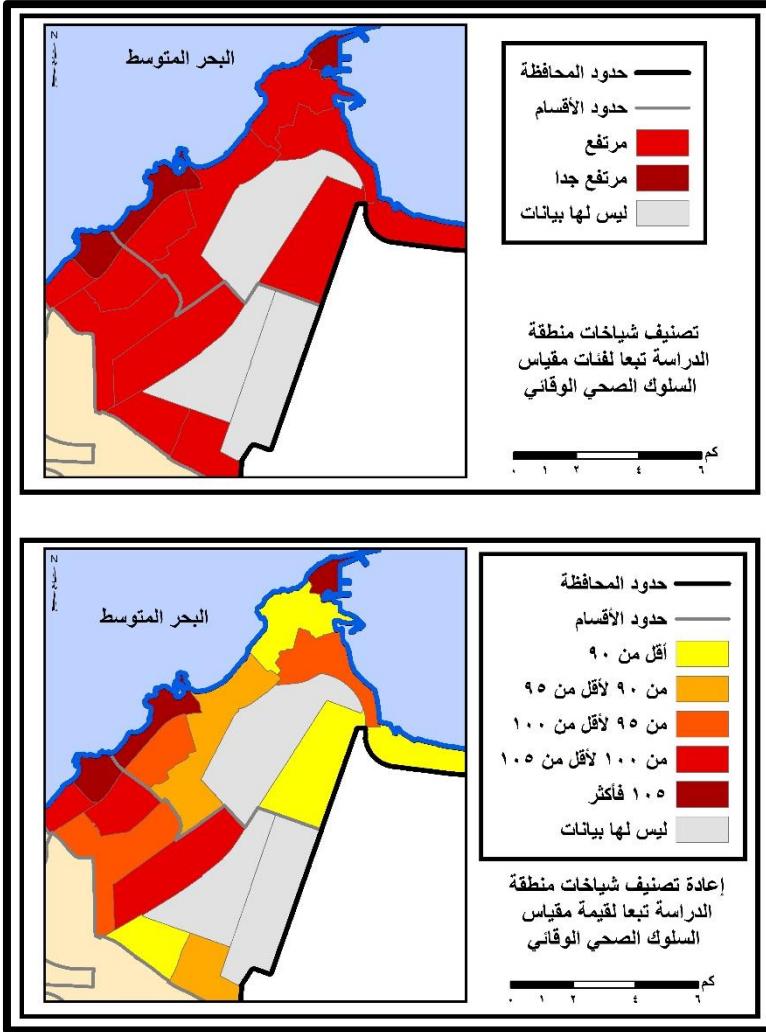 البحر المتوسط
N
حدود المحافظة
حدود الأقسام
مرتفع
مرتفع جدا
ليس لها بيانات
تصنيف شياخات منطقة
الدراسة تبعا لفئات مقياس
السلوك الصحي الوقائي
كم
٠ ١ ٢ ٤ ٦
البحر المتوسط
N
حدود المحافظة
حدود الأقسام
أقل من ٩٠
من ٩٠ لأقل من ٩٥
من ٩٥ لأقل من ١٠٠
من ١٠٠ لأقل من ١٠٥
١٠٥ فأكثر
ليس لها بيانات
إعادة تصنيف شياخات منطقة
الدراسة تبعا لقيمة مقياس
السلوك الصحي الوقائي
كم
٠ ١ ٢ ٤ ٦